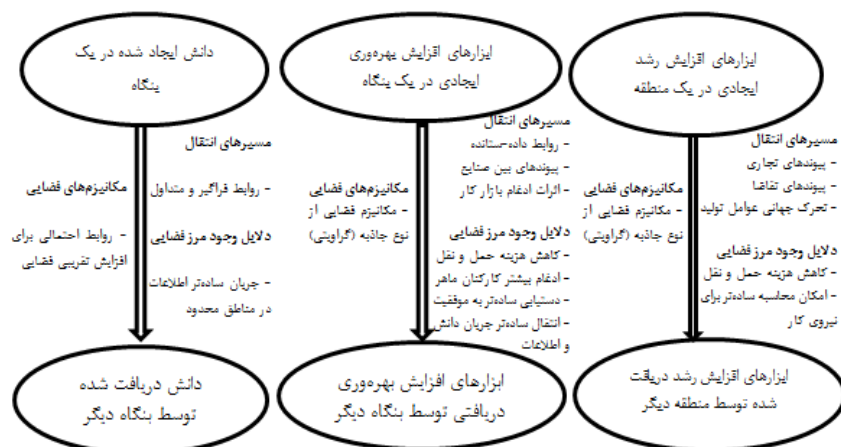 ابزارهای افزایش رشد
ایجادی در یک منطقه
مسیرهای انتقال
- پیوندهای تجاری
- پیوندهای تقاضا
- تحرک جهانی عوامل تولید
مکانیزم‌های فضایی
- مکانیزم فضایی از
نوع جاذبه (گراویتی)
دلایل وجود مرز فضایی
- کاهش هزینه حمل و نقل
- امکان محاسبه ساده‌تر برای
نیروی کار
ابزارهای افزایش رشد دریافت
شده توسط منطقه دیگر
ابزارهای افزایش بهره‌وری
ایجادی در یک بنگاه
مسیرهای انتقال
- روابط داده-ستانده
- پیوندهای بین صنایع
- اثرات ادغام بازار کار
مکانیزم‌های فضایی
- مکانیزم فضایی از
نوع جاذبه (گراویتی)
دلایل وجود مرز فضایی
- کاهش هزینه حمل و نقل
- ادغام بیشتر کارکنان ماهر
- دستیابی ساده‌تر به موفقیت
- انتقال ساده‌تر جریان دانش
و اطلاعات
ابزارهای افزایش بهره‌وری
دریافتی توسط بنگاه دیگر
دانش ایجاد شده در یک
بنگاه
مسیرهای انتقال
- روابط فراگیر و متداول
مکانیزم‌های فضایی
- روابط احتمالی برای
افزایش تقریبی فضایی
دلایل وجود مرز فضایی
- جریان ساده‌تر اطلاعات
در مناطق محدود
دانش دریافت شده
توسط بنگاه دیگر